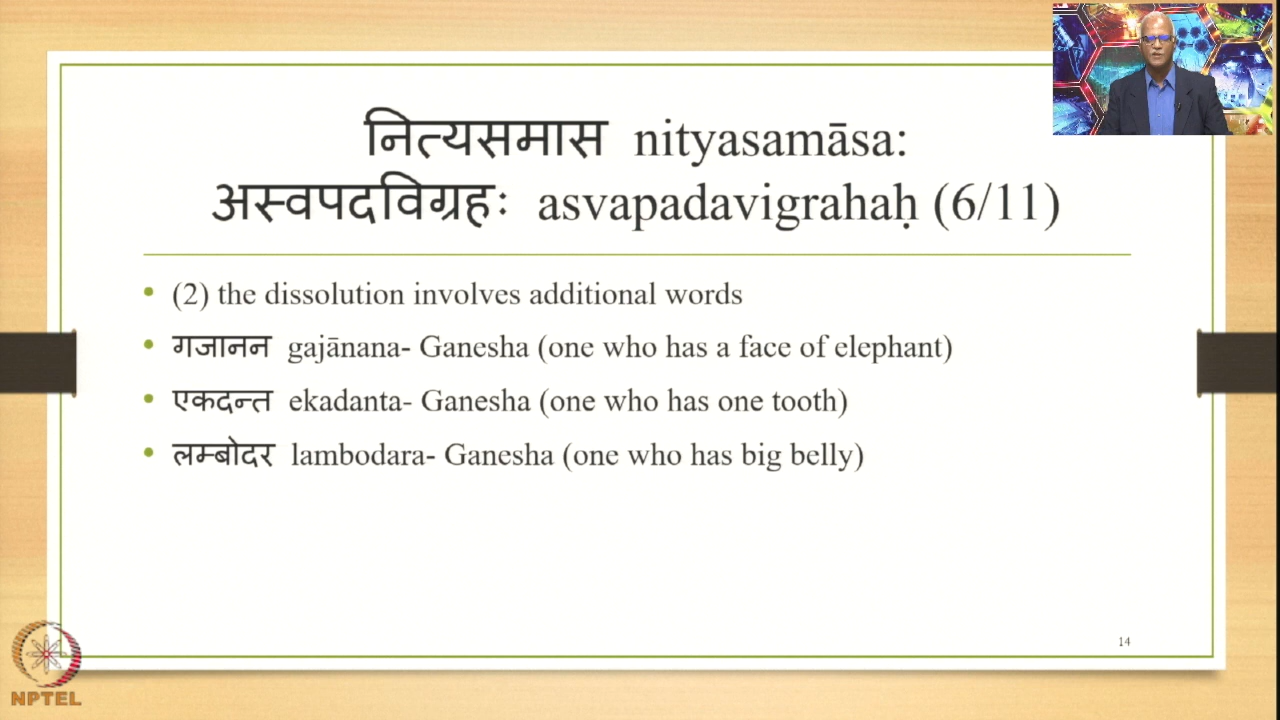 नित्यसमास nityasamāsa:
अस्वपदविग्रहः asvapadavigrahaḥ (6/11)
• (2) the dissolution involves additional words
• गजानन gajānana- Ganesha (one who has a face of elephant)
• एकदन्त ekadanta- Ganesha (one who has one tooth)
• लम्बोदर lambodara- Ganesha (one who has big belly)
14
NPTEL